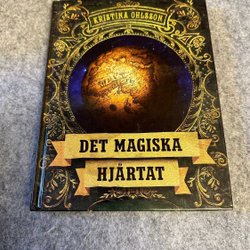 KRISTINA OHLSSON
DET MAGISKA
HJÄRTAT